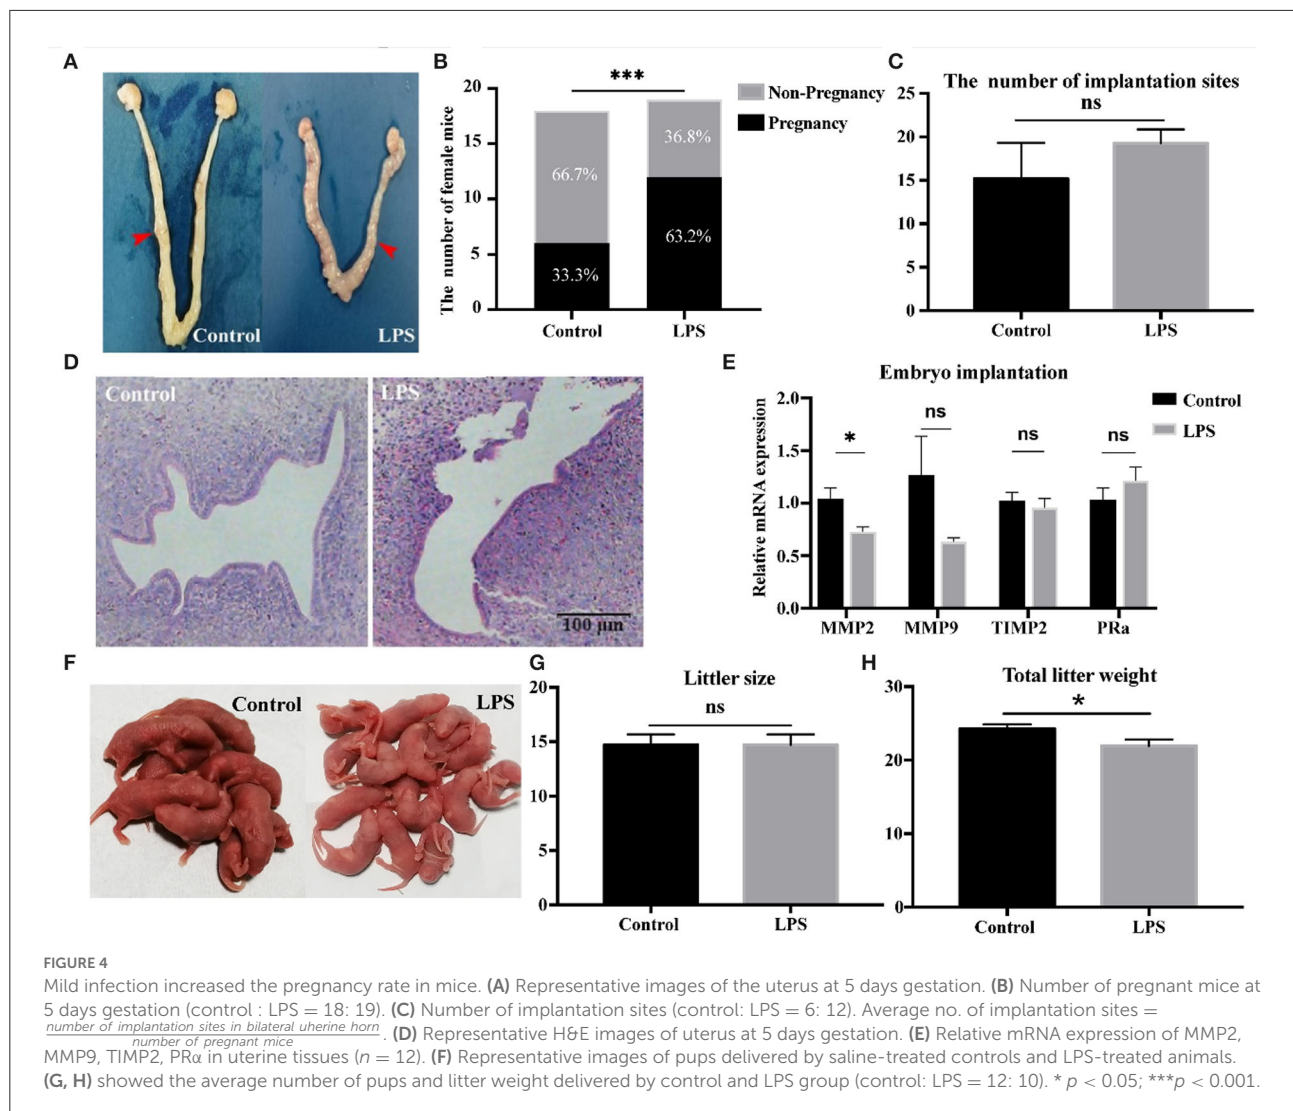 A
Control
LPS
B
***
The number of female mice
20
15
10
5
0
66.7%
33.3%
36.8%
63.2%
Control
LPS
Non-Pregnancy
Pregnancy
C
The number of implantation sites
ns
25
20
15
10
5
0
Control
LPS
D
Control
LPS
100 μm
E
Embryo implantation
Relative mRNA expression
2.0
1.5
1.0
0.5
0.0
*
ns
ns
ns
MMP2
MMP9
TIMP2
PRa
Control
LPS
F
Control
LPS
G
Littler size
ns
20
15
10
5
0
Control
LPS
H
Total litter weight
*
30
20
10
0
Control
LPS
FIGURE 4
Mild infection increased the pregnancy rate in mice. (A) Representative images of the uterus at 5 days gestation. (B) Number of pregnant mice at
5 days gestation (control : LPS = 18: 19). (C) Number of implantation sites (control: LPS = 6: 12). Average no. of implantation sites =
number of implantation sites in bilateral uherine horn
number of pregnant mice
. (D) Representative H&E images of uterus at 5 days gestation. (E) Relative mRNA expression of MMP2,
MMP9, TIMP2, PRα in uterine tissues (n = 12). (F) Representative images of pups delivered by saline-treated controls and LPS-treated animals.
(G, H) showed the average number of pups and litter weight delivered by control and LPS group (control: LPS = 12: 10). * p < 0.05; ***p < 0.001.